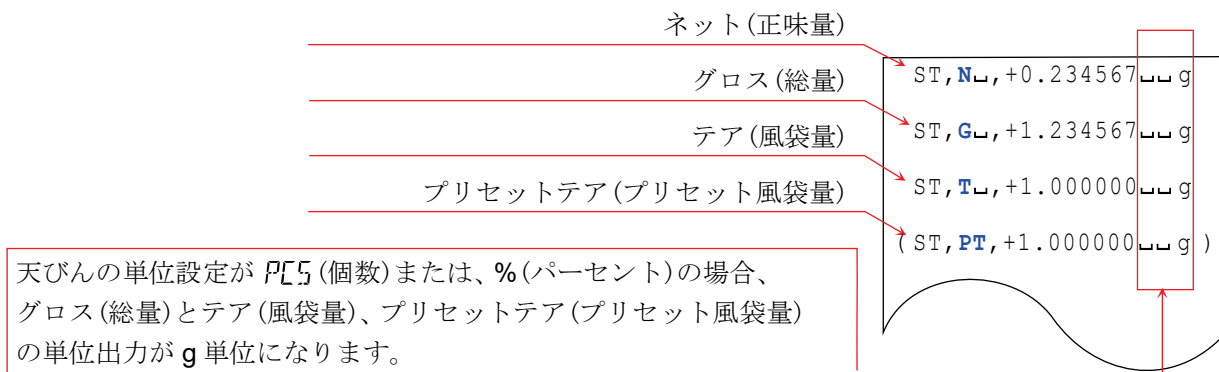 ネット(正味量)
ST,N␣,+0.234567␣␣g
グロス(総量)
ST,G␣,+1.234567␣␣g
テア(風袋量)
ST,T␣,+1.000000␣␣g
プリセットテア(プリセット風袋量)
(ST,PT,+1.000000␣␣g)
天びんの単位設定が PCS(個数)または、%(パーセント)の場合、
グロス(総量)とテア(風袋量)、プリセットテア(プリセット風袋量)
の単位出力が g 単位になります。